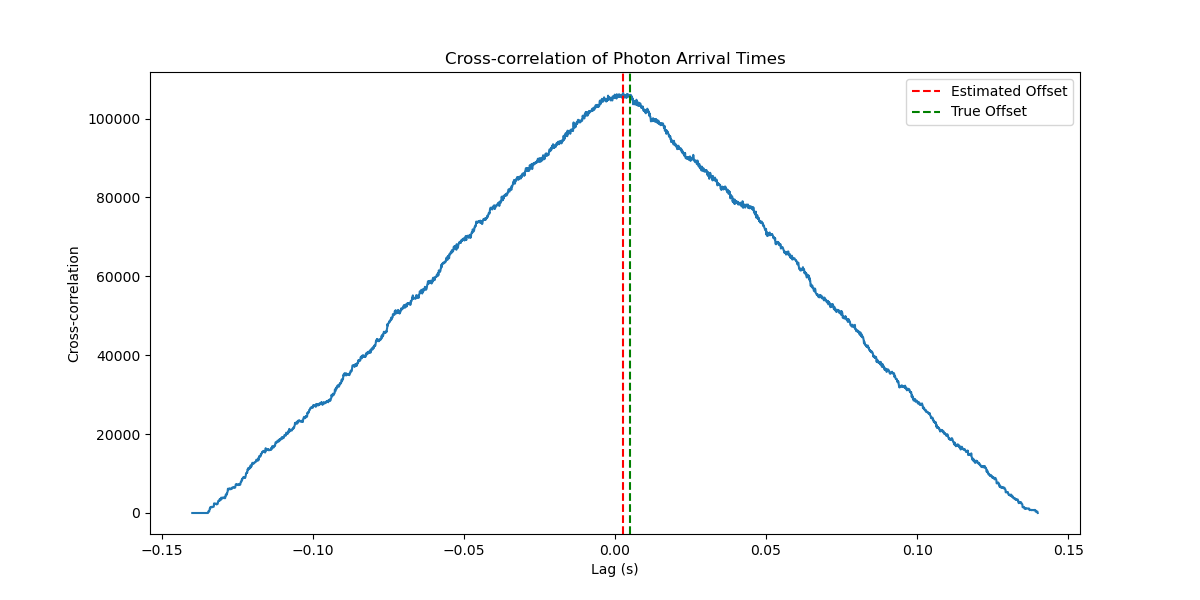 Cross-correlation of Photon Arrival Times
Estimated Offset
True Offset
100000
80000
60000
40000
20000
0
Cross-correlation
−0.15 −0.10 −0.05 0.00 0.05 0.10 0.15
Lag (s)